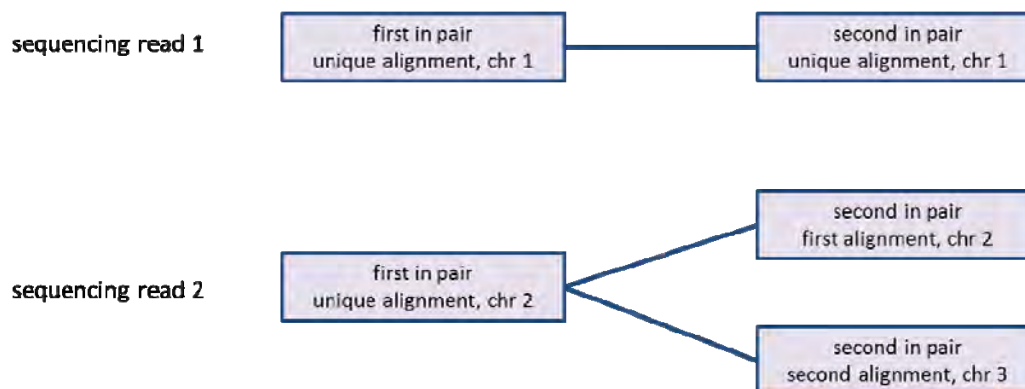 sequencing read 1
first in pair
unique alignment, chr 1
second in pair
unique alignment, chr 1
sequencing read 2
first in pair
unique alignment, chr 2
second in pair
first alignment, chr 2
second in pair
second alignment, chr 3